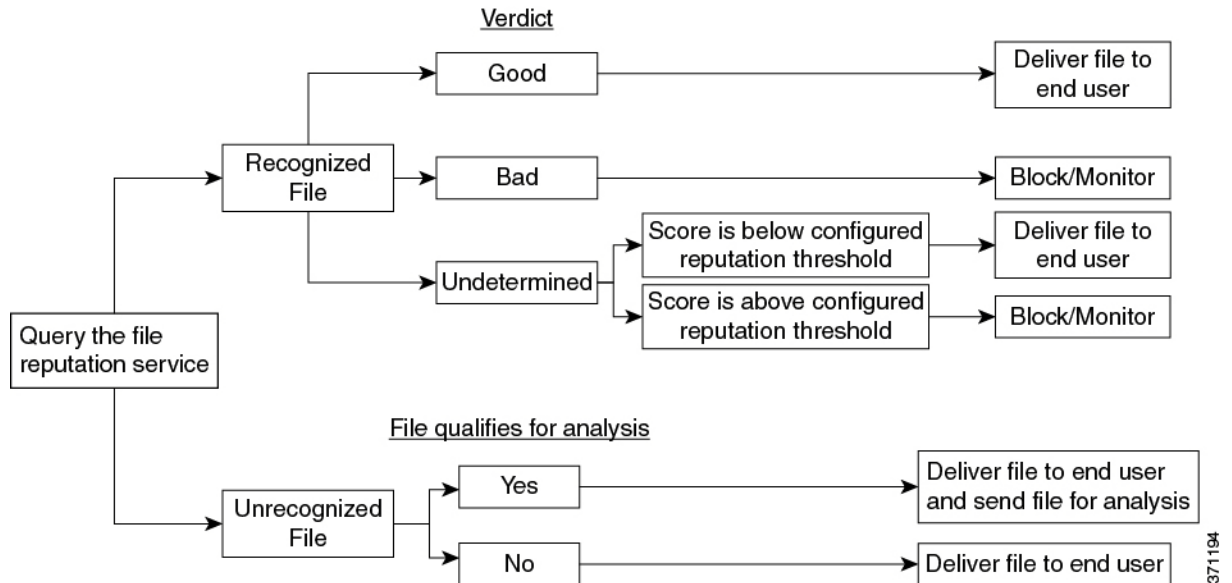 Verdict
Good
Deliver file to
end user
Recognized
File
Bad
Block/Monitor
Undetermined
Score is below configured
reputation threshold
Deliver file to
end user
Score is above configured
reputation threshold
Block/Monitor
Query the file
reputation service
File qualifies for analysis
Unrecognized
File
Yes
Deliver file to end user
and send file for analysis
No
Deliver file to end user
371194